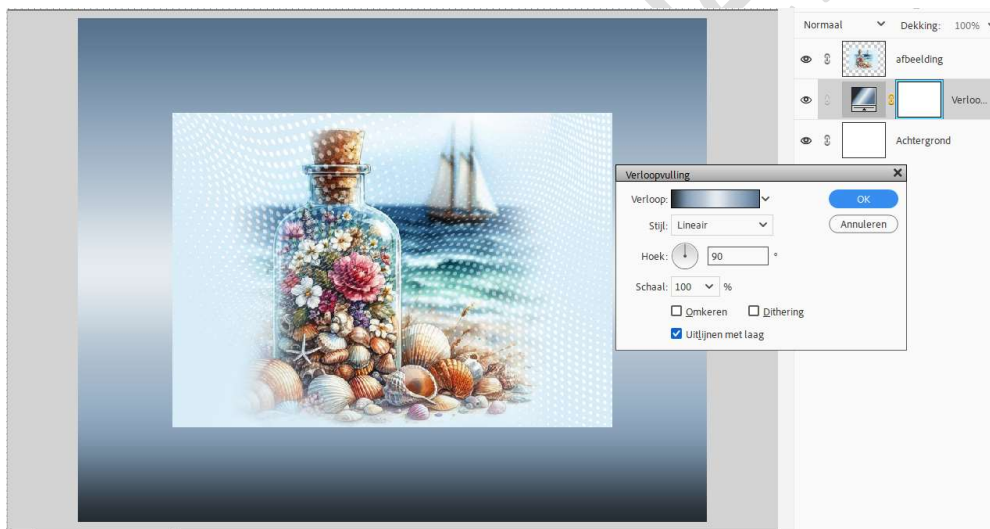 Normaal Dekking: 100%
afbeelding
Verloo...
Achtergrond
Verloopvulling
Verloop: OK
Stijl: Lineair Annuleren
Hoek: 90 °
Schaal: 100 %
Omkeren Dithering
Uitlijnen met laag